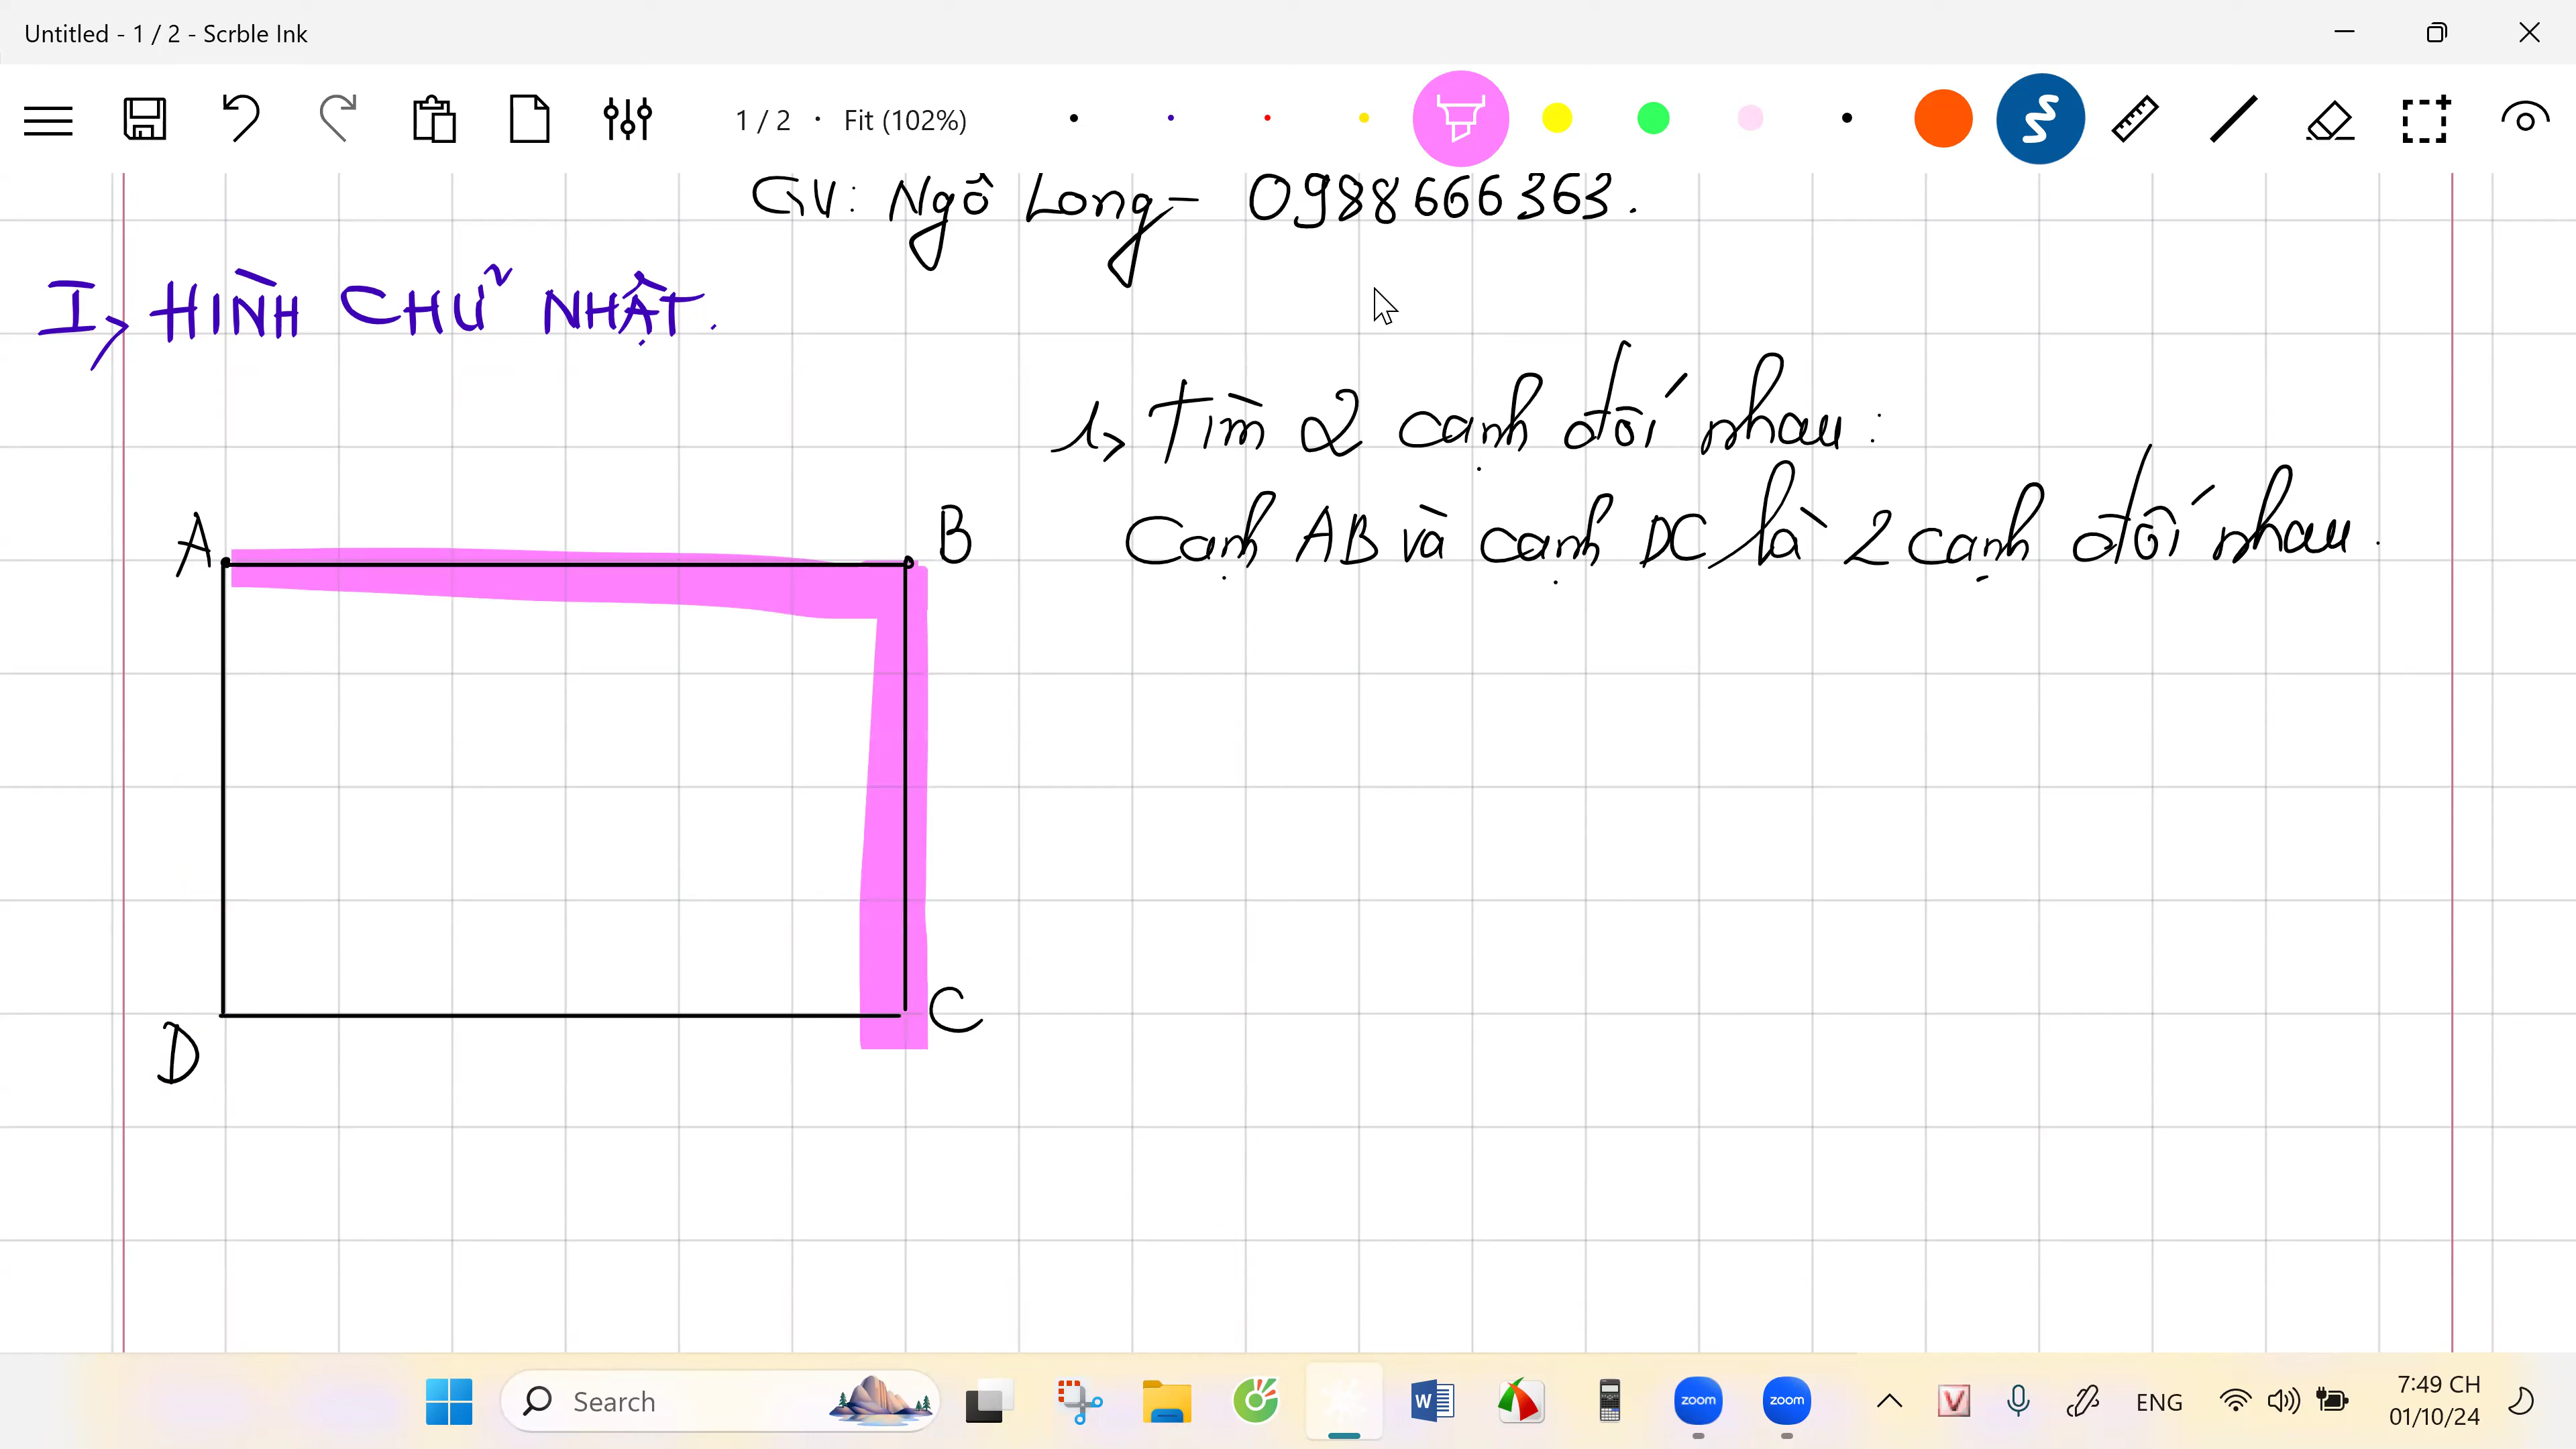 Untitled - 1 / 2 - Scrble Ink
1 / 2 · Fit (102%)
GV: Ngô Long - 0988666363.
I, HÌNH CHỮ NHẬT.
1, Tìm 2 cạnh đối nhau:
Cạnh AB và cạnh DC là 2 cạnh đối nhau.
A
B
C
D
Search
zoom
zoom
ENG
7:49 CH
01/10/24